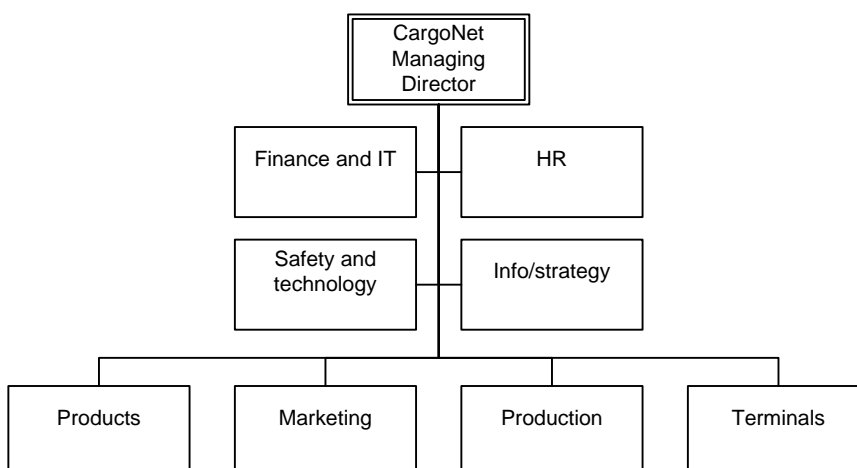 CargoNet
Managing
Director
Finance and IT
HR
Safety and
technology
Info/strategy
Products
Marketing
Production
Terminals